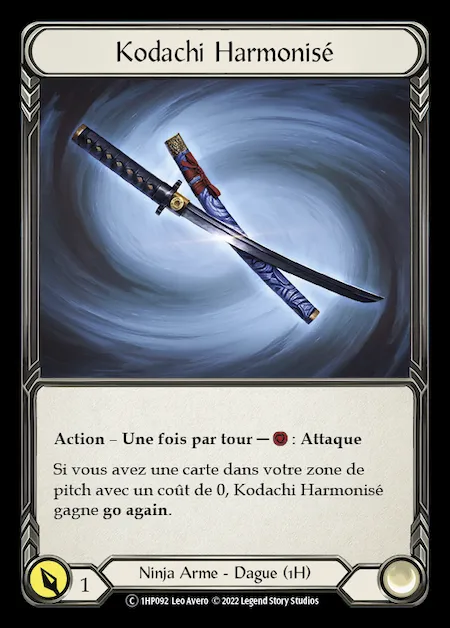 Kodachi Harmonisé
Action – Une fois par tour — : Attaque
Si vous avez une carte dans votre zone de
pitch avec un coût de 0, Kodachi Harmonisé
gagne go again.
1
Ninja Arme - Dague (1H)
C 1HP092 Leo Avero ©2022 Legend Story Studios